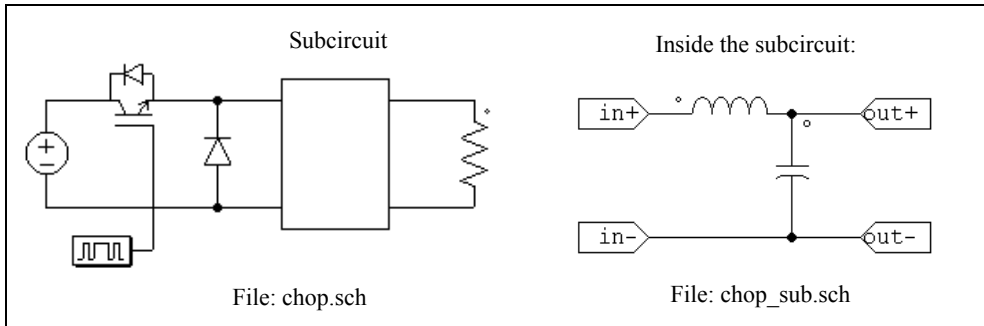 Subcircuit
Inside the subcircuit:
in+
out+
in-
out-
File: chop.sch
File: chop_sub.sch